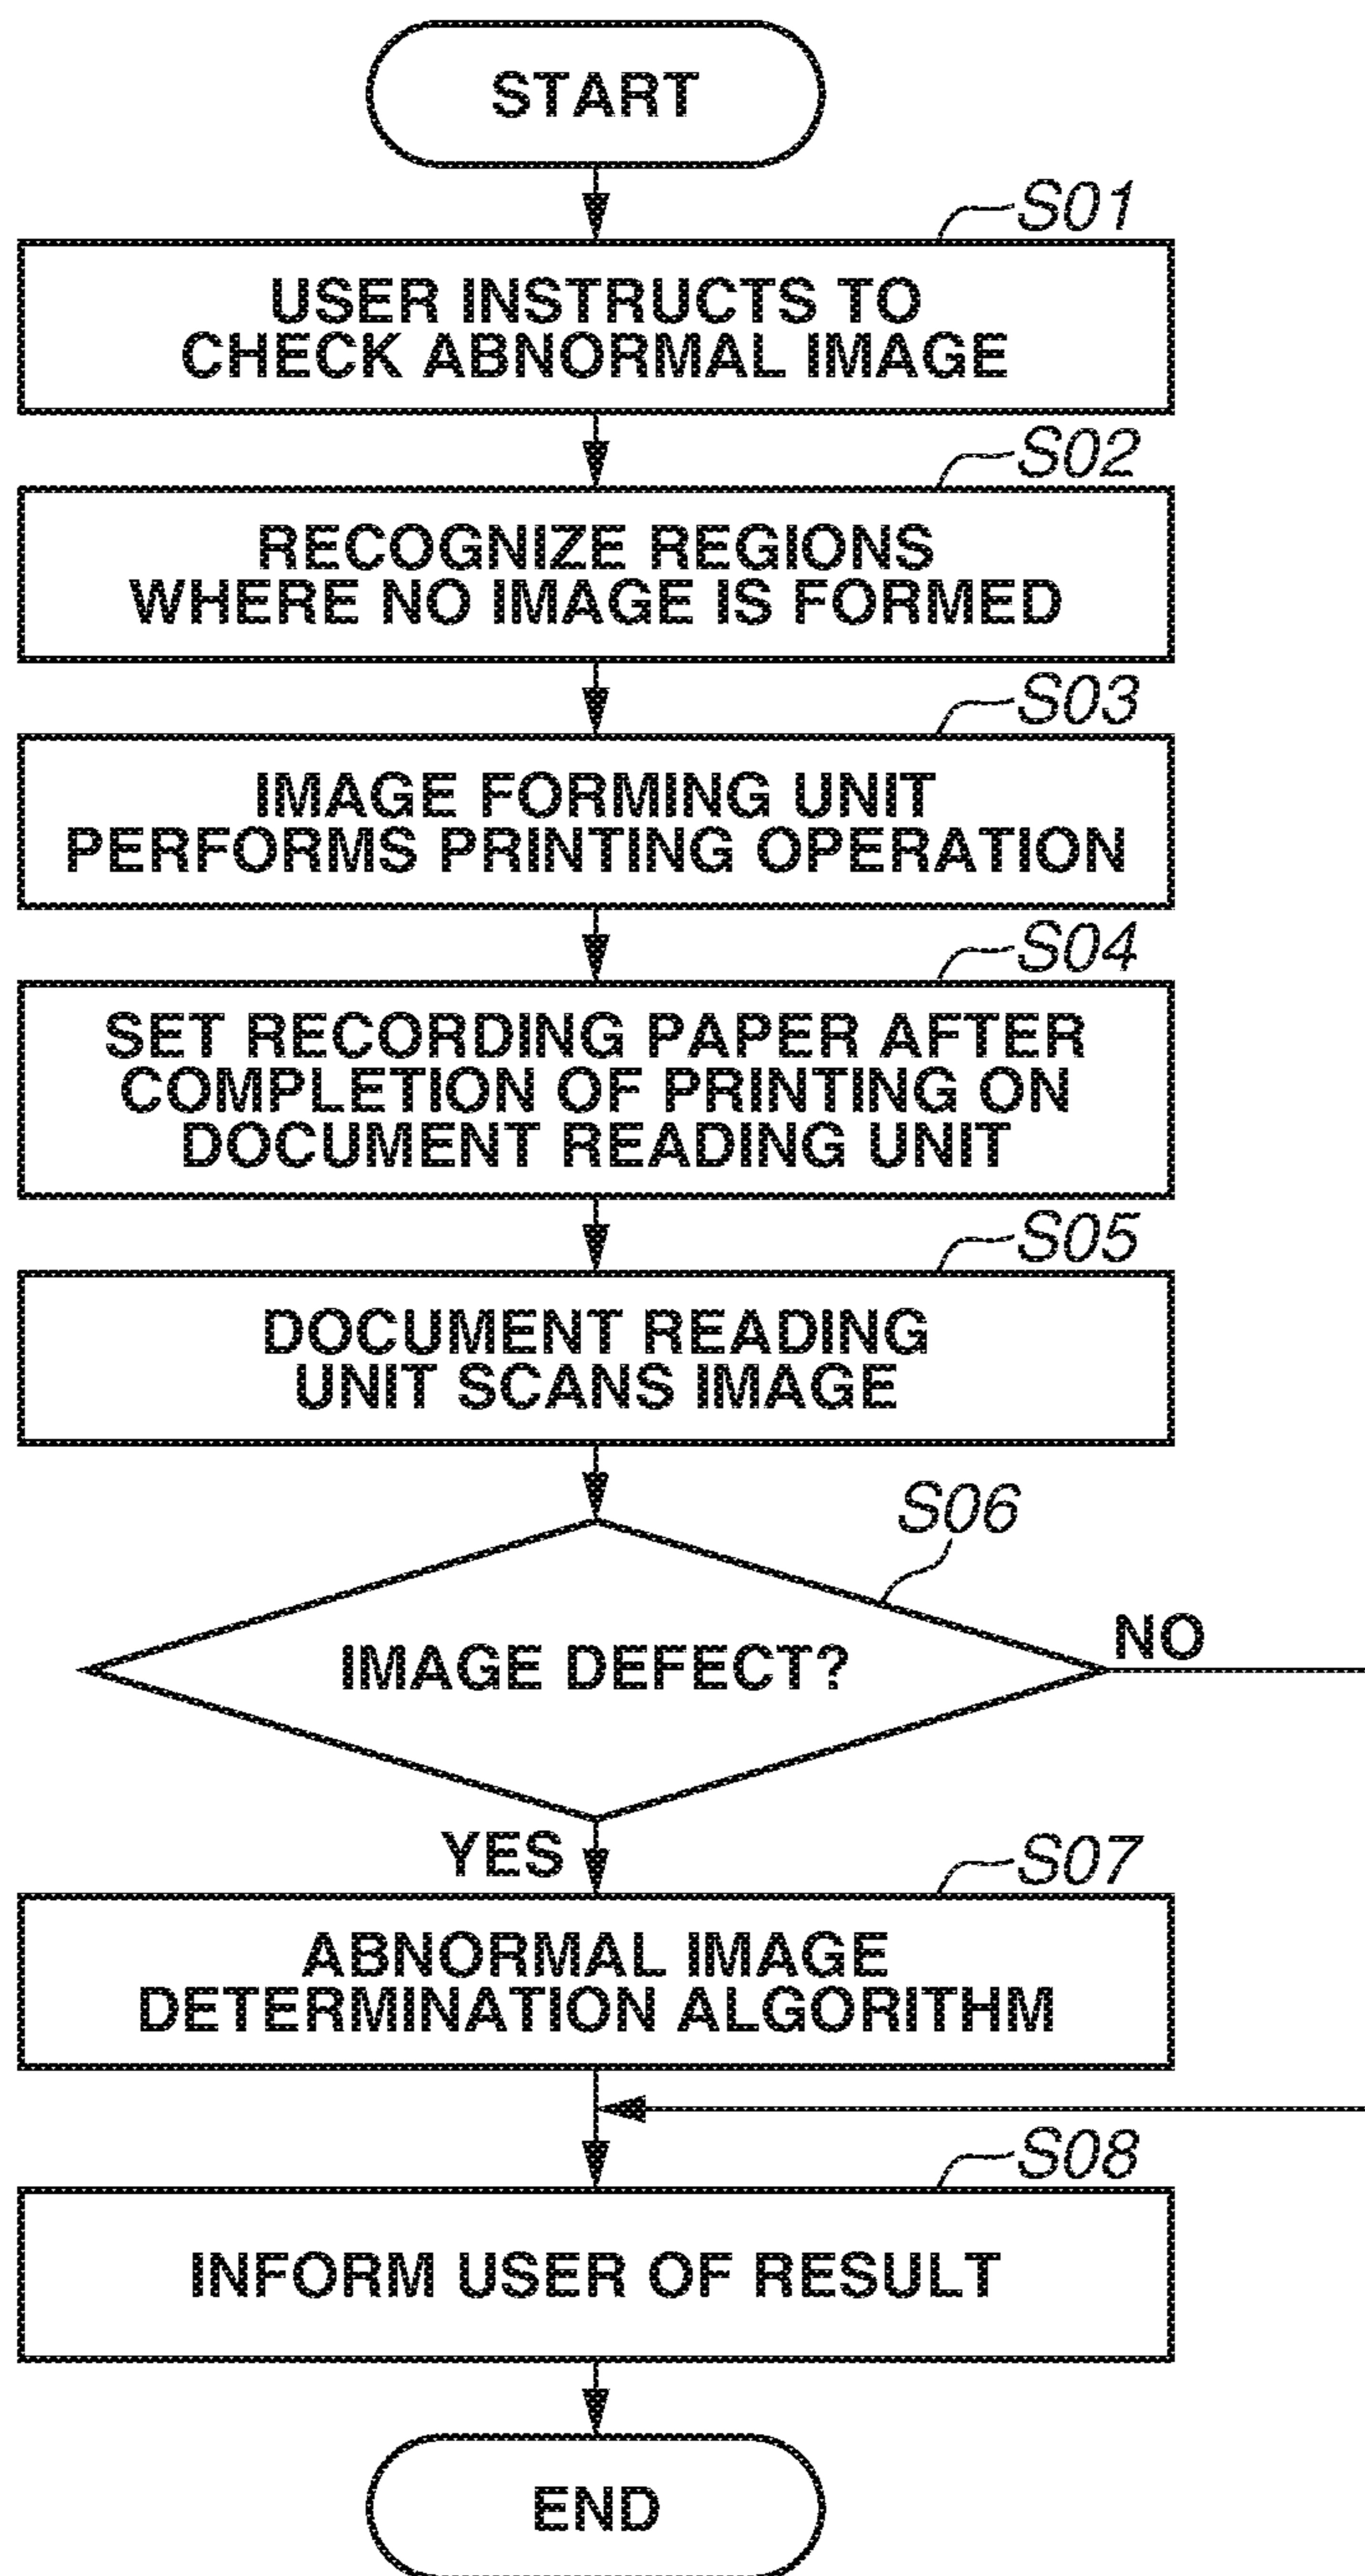 START
S01
USER INSTRUCTS TO
CHECK ABNORMAL IMAGE
S02
RECOGNIZE REGIONS
WHERE NO IMAGE IS FORMED
S03
IMAGE FORMING UNIT
PERFORMS PRINTING OPERATION
S04
SET RECORDING PAPER AFTER
COMPLETION OF PRINTING ON
DOCUMENT READING UNIT
S05
DOCUMENT READING
UNIT SCANS IMAGE
S06
IMAGE DEFECT?
NO
YES
S07
ABNORMAL IMAGE
DETERMINATION ALGORITHM
S08
INFORM USER OF RESULT
END